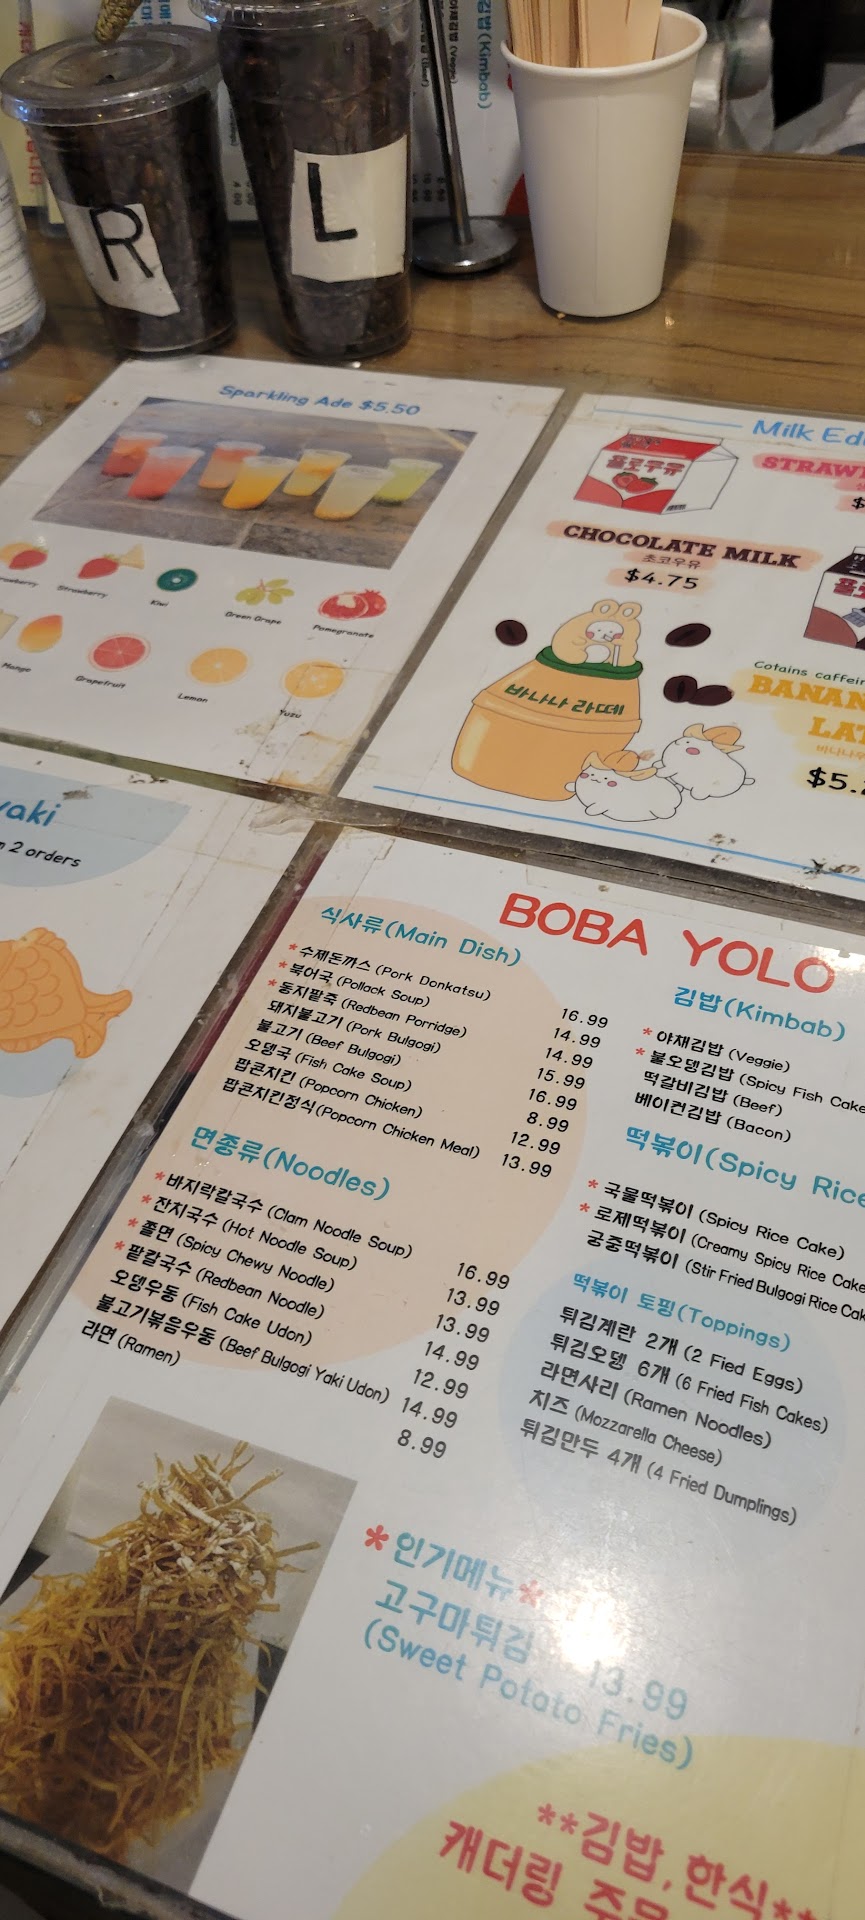 R
L
(Kimbab)
Sparkling Ade $5.50
Strawberry
Kiwi
Green Grape
Pomegranate
Mango
Grapefruit
Lemon
Yuzu
Milk
욜로우유
CHOCOLATE MILK
초코우유
$4.75
바나나 라떼
2 orders
BOBA YOLO
식사류(Main Dish)
*수제돈까스 (Pork Donkatsu) 16.99
*북어국 (Pollack Soup) 14.99
*동지팥죽 (Redbean Porridge) 14.99
돼지불고기 (Pork Bulgogi) 15.99
불고기 (Beef Bulgogi) 16.99
오뎅국 (Fish Cake Soup) 8.99
팝콘치킨 (Popcorn Chicken) 12.99
팝콘치킨정식(Popcorn Chicken Meal) 13.99
면종류(Noodles)
*바지락칼국수 (Clam Noodle Soup) 16.99
*잔치국수 (Hot Noodle Soup) 13.99
*쫄면 (Spicy Chewy Noodle) 13.99
*팥칼국수 (Redbean Noodle) 14.99
오뎅우동 (Fish Cake Udon) 12.99
불고기볶음우동 (Beef Bulgogi Yaki Udon) 14.99
라면 (Ramen) 8.99
김밥(Kimbab)
*야채김밥 (Veggie)
*불오뎅김밥 (Spicy Fish Cake
떡갈비김밥 (Beef)
베이컨김밥 (Bacon)
떡볶이(Spicy Rice
*국물떡볶이 (Spicy Rice Cake)
*로제떡볶이 (Creamy Spicy Rice Cake
궁중떡볶이 (Stir Fried Bulgogi Rice
떡볶이 토핑(Toppings)
튀김계란 2개 (2 Fied Eggs)
튀김오뎅 6개 (6 Fried Fish Cakes)
라면사리 (Ramen Noodles)
치즈 (Mozzarella Cheese)
튀김만두 4개 (4 Fried Dumplings)
*인기메뉴*
고구마튀김 13.99
(Sweet Potato Fries)
**김밥, 한식**
캐더링